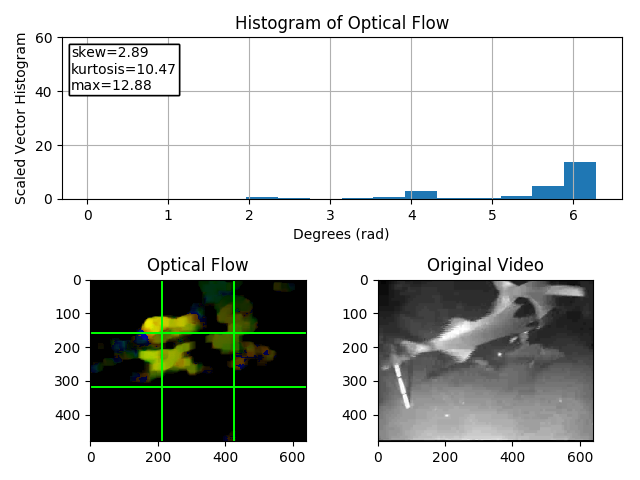 Histogram of Optical Flow
60
40
20
0
Scaled Vector Histogram
skew=2.89
kurtosis=10.47
max=12.88
0 1 2 3 4 5 6
Degrees (rad)
Optical Flow
0
100
200
300
400
0 200 400 600
Original Video
0
100
200
300
400
0 200 400 600